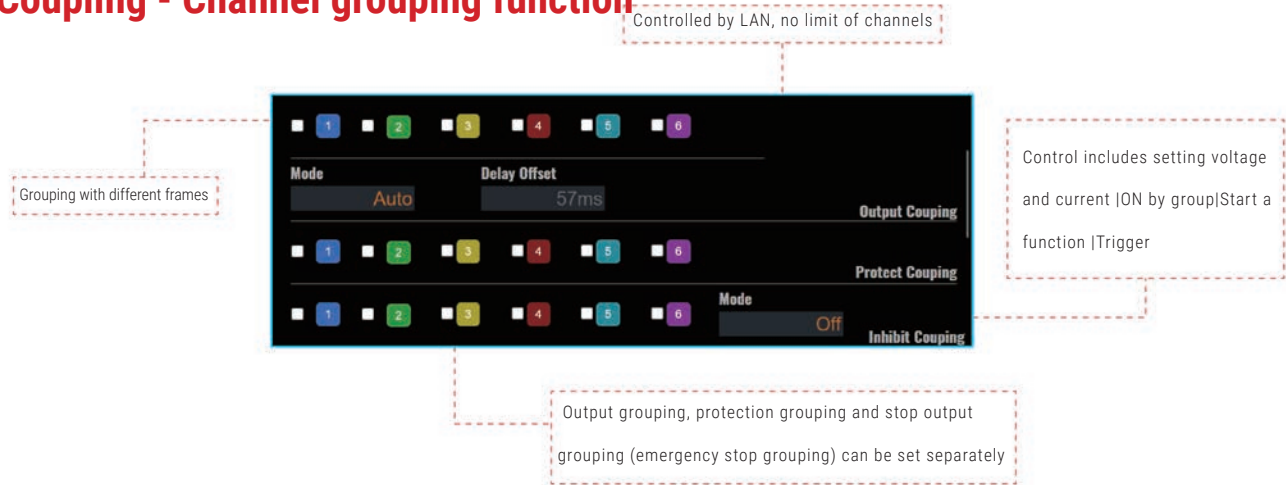 Coupling - Channel grouping function
Controlled by LAN, no limit of channels
1 2 3 4 5 6
Mode Delay Offset
Auto 57ms
Output Couping
Grouping with different frames
Control includes setting voltage
and current |ON by group|Start a
function |Trigger
1 2 3 4 5 6
Protect Couping
1 2 3 4 5 6
Mode
Off
Inhibit Couping
Output grouping, protection grouping and stop output
grouping (emergency stop grouping) can be set separately